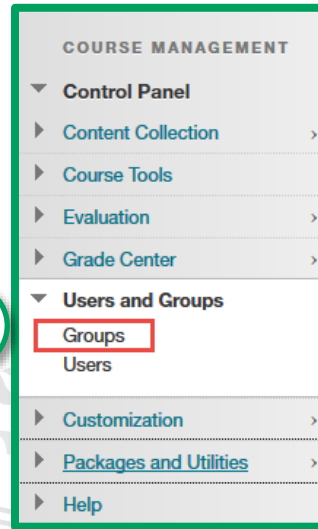 COURSE MANAGEMENT
Control Panel
Content Collection
Course Tools
Evaluation
Grade Center
Users and Groups
Groups
Users
Customization
Packages and Utilities
Help